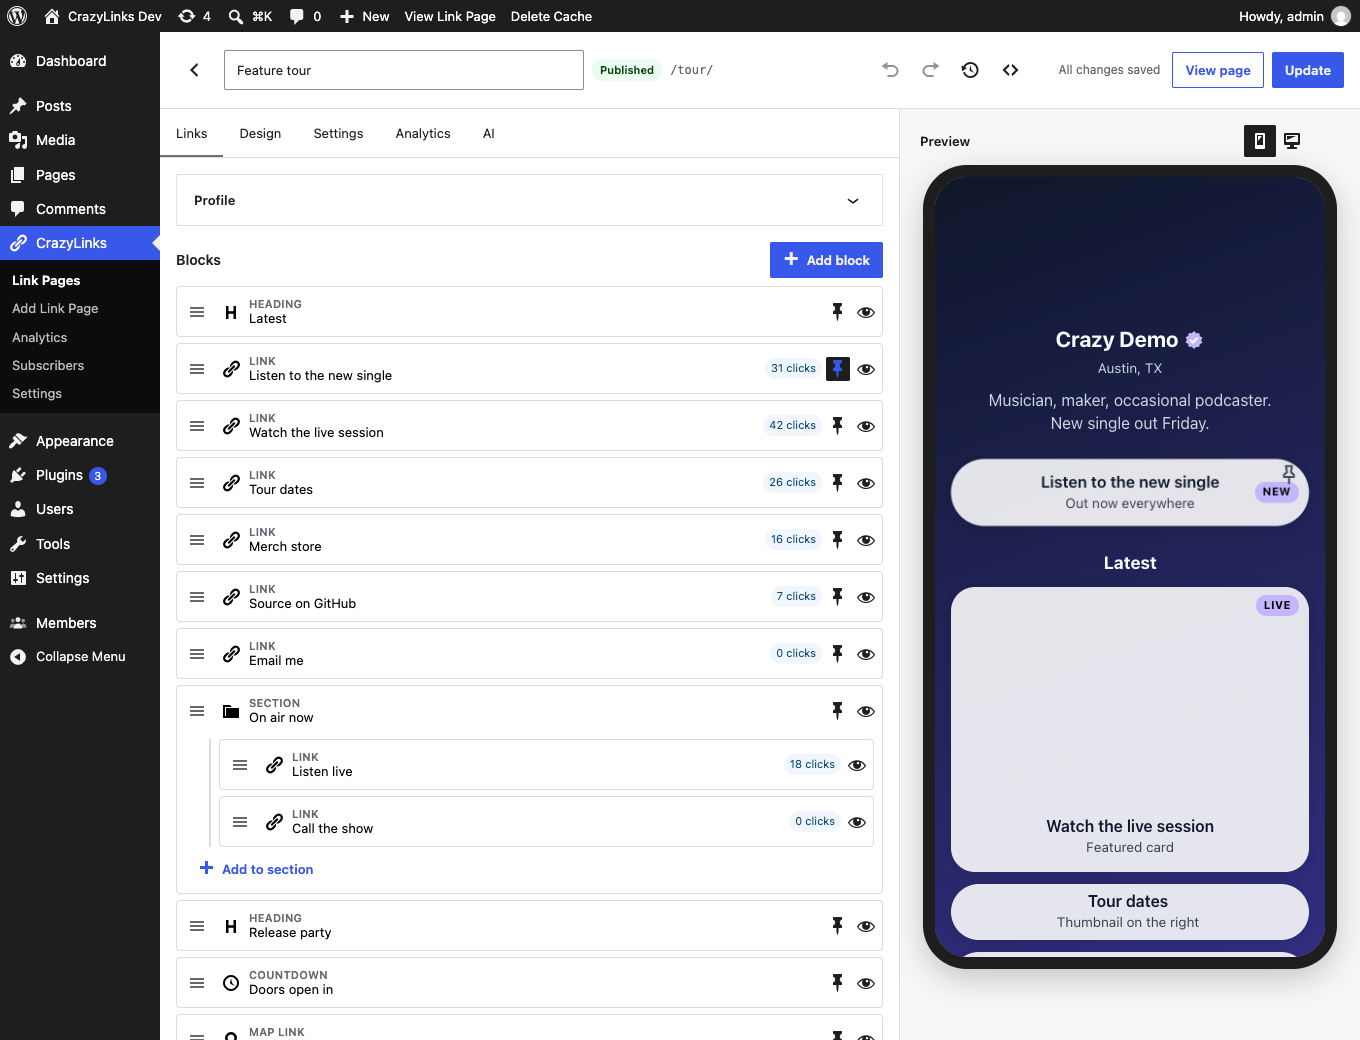 CrazyLinks Dev
4
⌘K
0
New
View Link Page
Delete Cache
Howdy, admin
Dashboard
Posts
Media
Pages
Comments
CrazyLinks
Link Pages
Add Link Page
Analytics
Subscribers
Settings
Appearance
Plugins 3
Users
Tools
Settings
Members
Collapse Menu
Feature tour
Published
/tour/
All changes saved
View page
Update
Links
Design
Settings
Analytics
AI
Profile
Blocks
Add block
HEADING
Latest
LINK
Listen to the new single
31 clicks
LINK
Watch the live session
42 clicks
LINK
Tour dates
26 clicks
LINK
Merch store
16 clicks
LINK
Source on GitHub
7 clicks
LINK
Email me
0 clicks
SECTION
On air now
LINK
Listen live
18 clicks
LINK
Call the show
0 clicks
Add to section
HEADING
Release party
COUNTDOWN
Doors open in
MAP LINK
Preview
Crazy Demo
Austin, TX
Musician, maker, occasional podcaster.
New single out Friday.
Listen to the new single
NEW
Out now everywhere
Latest
LIVE
Watch the live session
Featured card
Tour dates
Thumbnail on the right